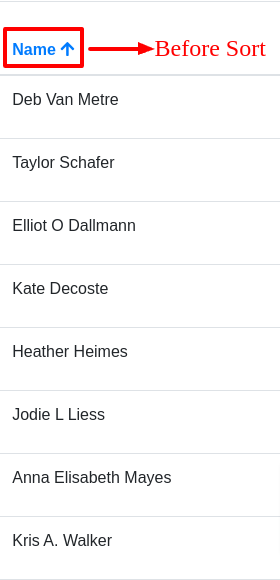 Name
Before Sort
Deb Van Metre
Taylor Schafer
Elliot O Dallmann
Kate Decoste
Heather Heimes
Jodie L Liess
Anna Elisabeth Mayes
Kris A. Walker